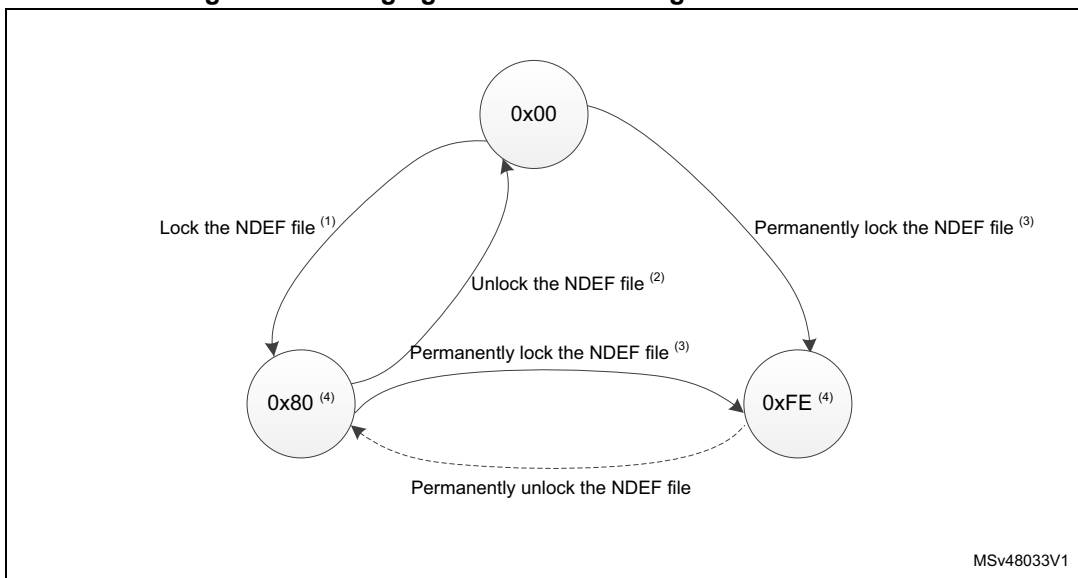 0x00
Lock the NDEF file (1)
Permanently lock the NDEF file (3)
Unlock the NDEF file (2)
Permanently lock the NDEF file (3)
0x80 (4)
0xFE (4)
Permanently unlock the NDEF file
MSv48033V1